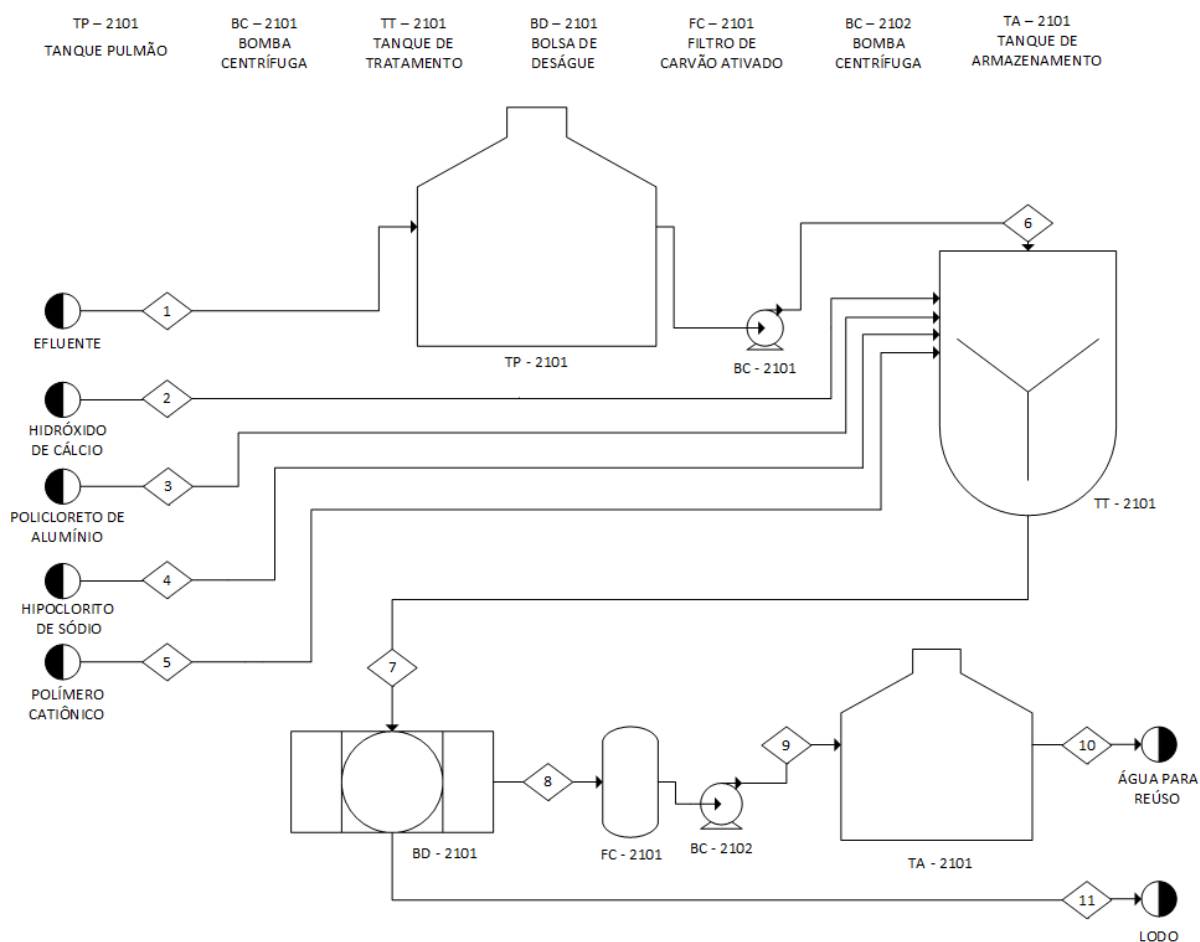 TP – 2101
TANQUE PULMÃO
BC – 2101
BOMBA
CENTRÍFUGA
TT – 2101
TANQUE DE
TRATAMENTO
BD – 2101
BOLSA DE
DESÁGUE
FC – 2101
FILTRO DE
CARVÃO ATIVADO
BC – 2102
BOMBA
CENTRÍFUGA
TA – 2101
TANQUE DE
ARMAZENAMENTO
6
1
EFLUENTE
TP - 2101
BC - 2101
2
HIDRÓXIDO
DE CÁLCIO
3
POLICLORETO DE
ALUMÍNIO
TT - 2101
4
HIPOCLORITO
DE SÓDIO
5
POLÍMERO
CATIÔNICO
7
8
9
10
ÁGUA PARA
REÚSO
BD - 2101
FC - 2101
BC - 2102
TA - 2101
11
LODO